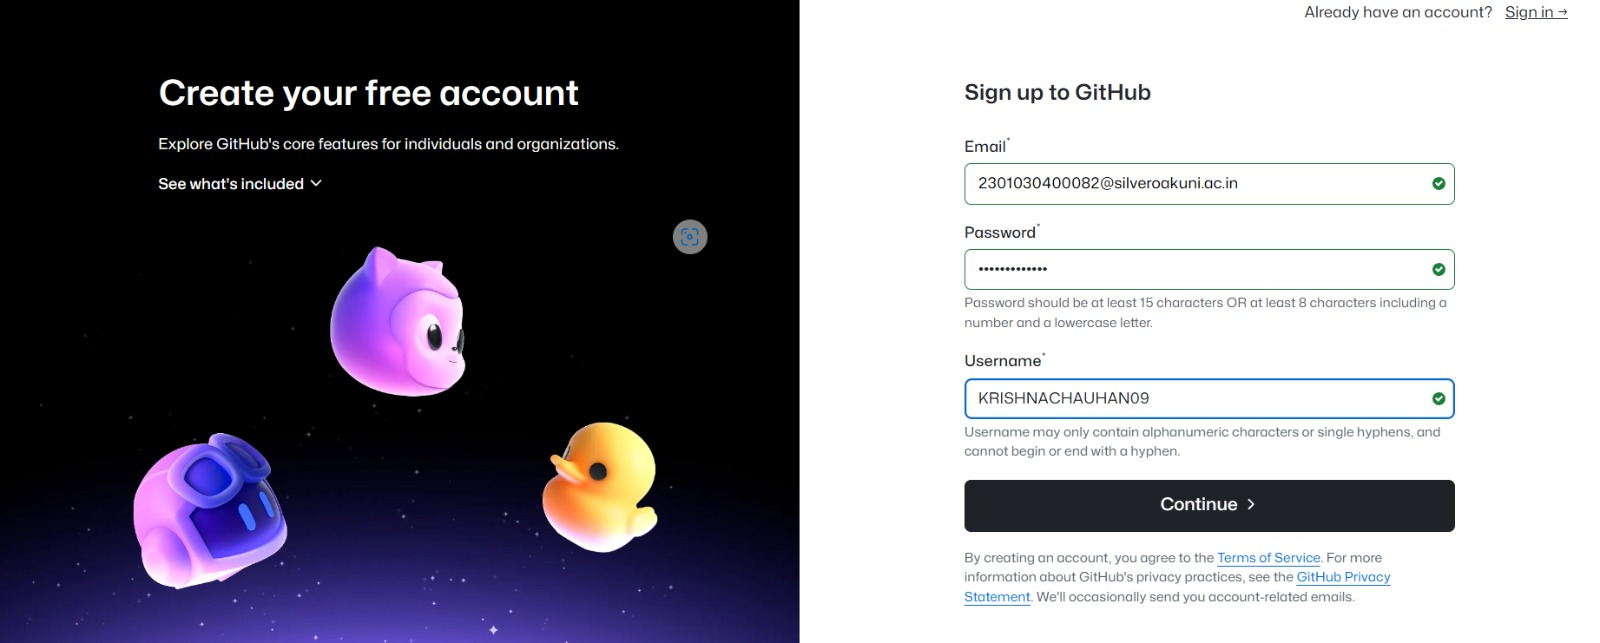 Already have an account? Sign in →
Create your free account
Explore GitHub's core features for individuals and organizations.
See what's included
Sign up to GitHub
Email*
2301030400082@silveroakuni.ac.in
Password*
•••••••••••••
Password should be at least 15 characters OR at least 8 characters including a
number and a lowercase letter.
Username*
KRISHNACHAUHAN09
Username may only contain alphanumeric characters or single hyphens, and
cannot begin or end with a hyphen.
Continue >
By creating an account, you agree to the Terms of Service. For more
information about GitHub's privacy practices, see the GitHub Privacy
Statement. We'll occasionally send you account-related emails.